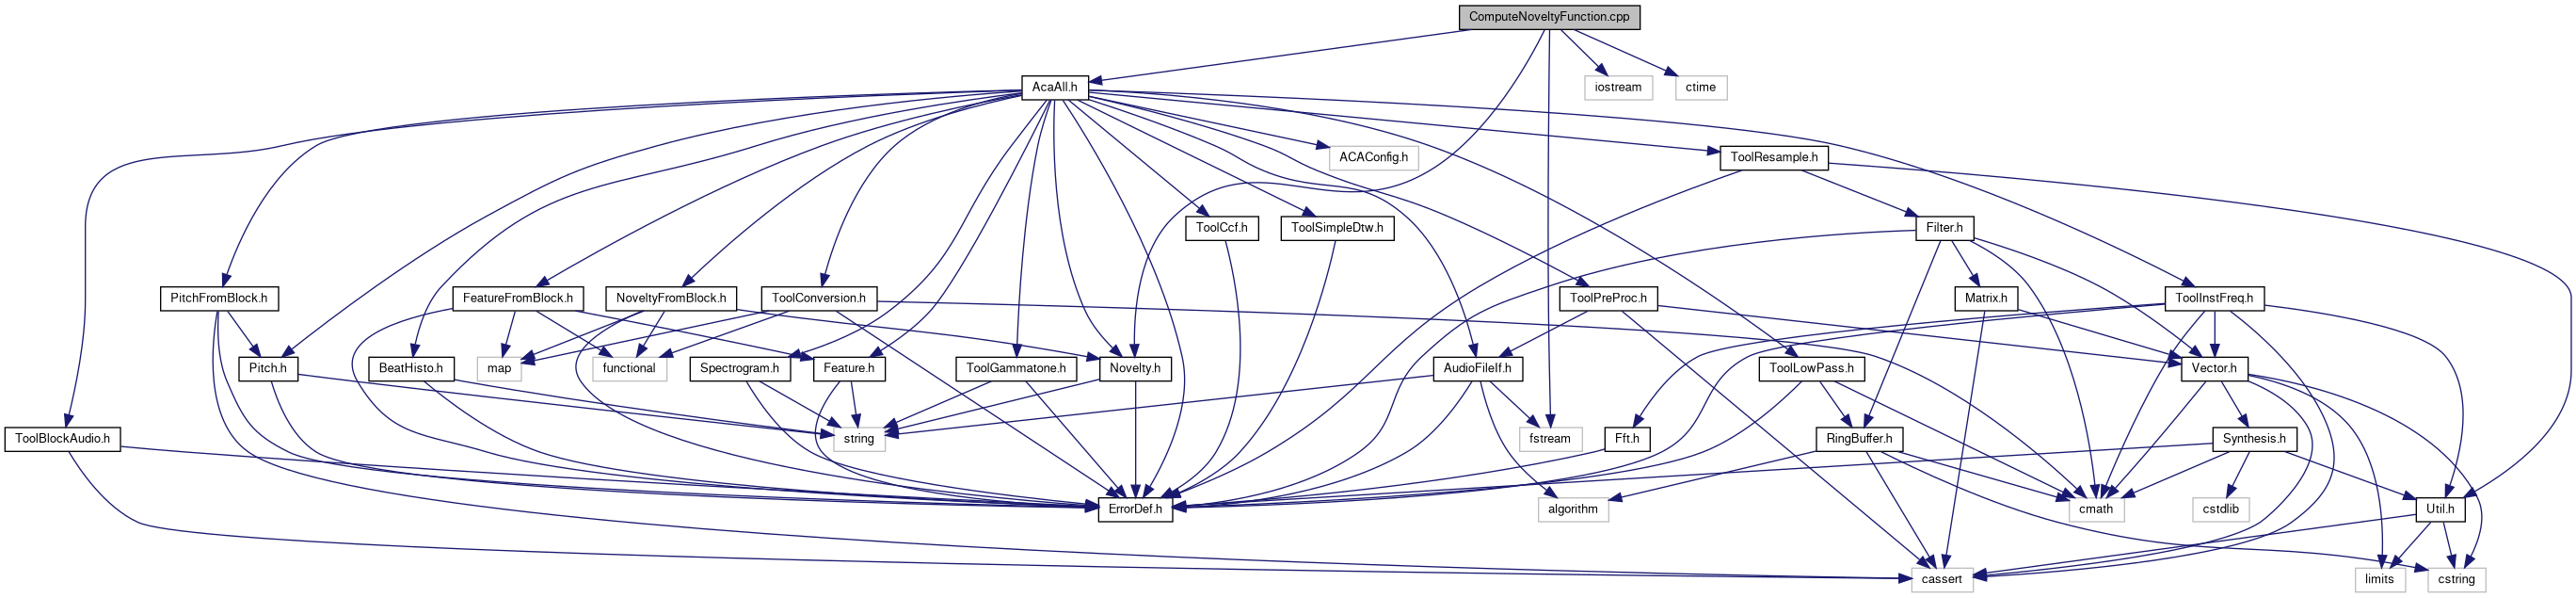 ComputeNoveltyFunction.cpp
AcaAll.h
iostream
ctime
ACAConfig.h
ToolResample.h
ToolCcf.h
ToolSimpleDtw.h
Filter.h
PitchFromBlock.h
FeatureFromBlock.h
NoveltyFromBlock.h
ToolConversion.h
ToolPreProc.h
Matrix.h
ToolInstFreq.h
Pitch.h
BeatHisto.h
map
functional
Spectrogram.h
Feature.h
ToolGammatone.h
Novelty.h
AudioFileIf.h
ToolLowPass.h
Vector.h
ToolBlockAudio.h
string
fstream
Fft.h
RingBuffer.h
Synthesis.h
ErrorDef.h
algorithm
cmath
cstdlib
Util.h
cassert
limits
cstring